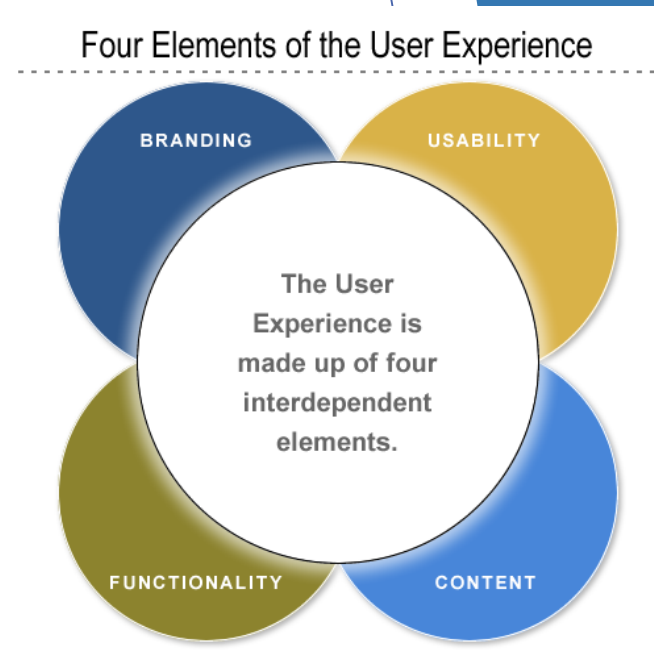 Four Elements of the User Experience
BRANDING
USABILITY
The User
Experience is
made up of four
interdependent
elements.
FUNCTIONALITY
CONTENT